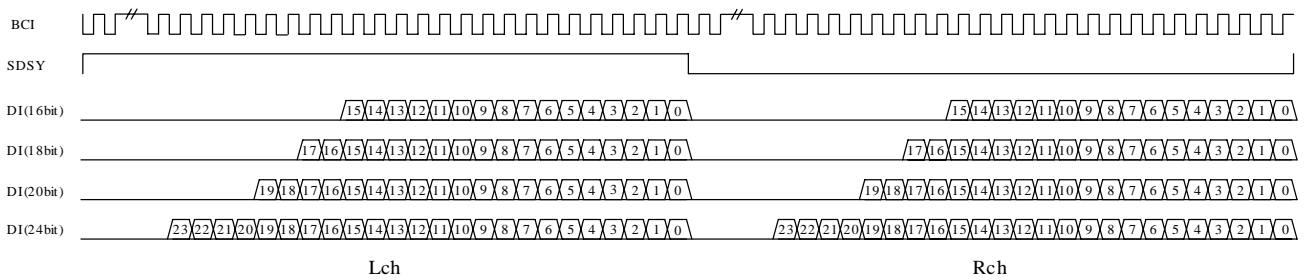 BCI
SDSY
DI(16bit) 15 14 13 12 11 10 9 8 7 6 5 4 3 2 1 0 15 14 13 12 11 10 9 8 7 6 5 4 3 2 1 0
DI(18bit) 17 16 15 14 13 12 11 10 9 8 7 6 5 4 3 2 1 0 17 16 15 14 13 12 11 10 9 8 7 6 5 4 3 2 1 0
DI(20bit) 19 18 17 16 15 14 13 12 11 10 9 8 7 6 5 4 3 2 1 0 19 18 17 16 15 14 13 12 11 10 9 8 7 6 5 4 3 2 1 0
DI(24bit) 23 22 21 20 19 18 17 16 15 14 13 12 11 10 9 8 7 6 5 4 3 2 1 0 23 22 21 20 19 18 17 16 15 14 13 12 11 10 9 8 7 6 5 4 3 2 1 0
Lch Rch